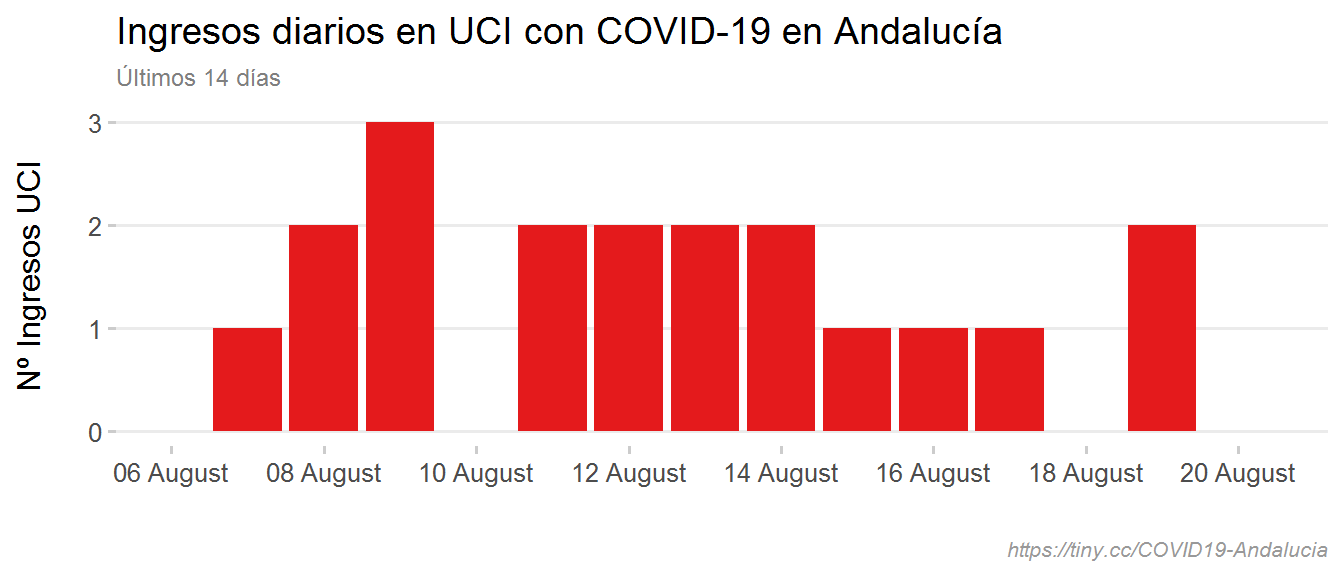 Ingresos diarios en UCI con COVID-19 en Andalucía
Últimos 14 días
Nº Ingresos UCI
3
2
1
0
06 August 08 August 10 August 12 August 14 August 16 August 18 August 20 August
https://tiny.cc/COVID19-Andalucia